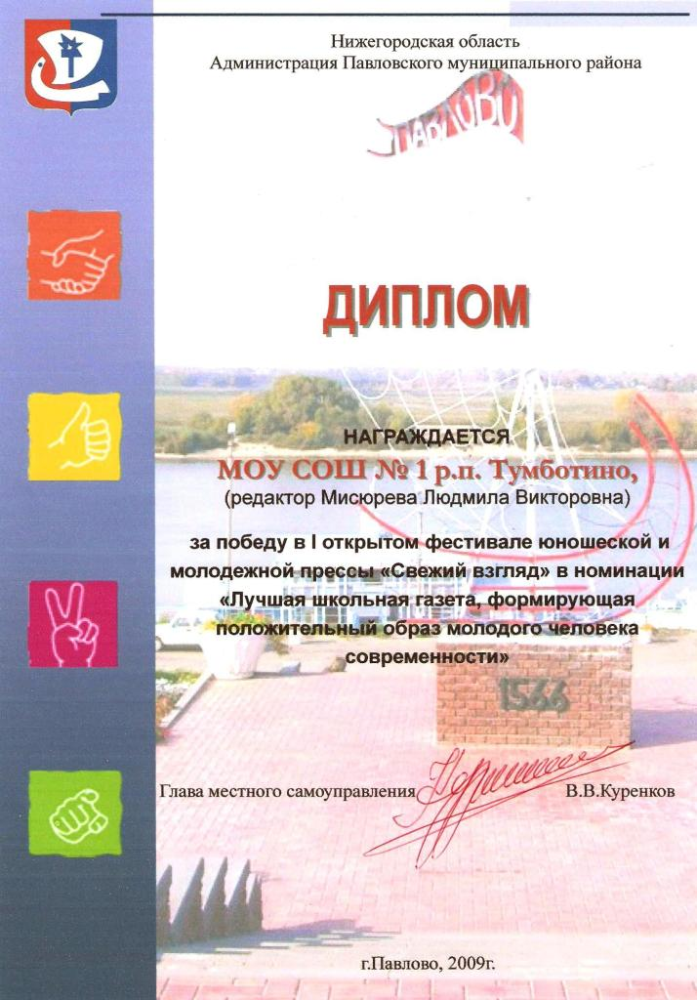 Нижегородская область
Администрация Павловского муниципального района
ПАВЛОВО
ДИПЛОМ
НАГРАЖДАЕТСЯ
МОУ СОШ № 1 р.п. Тумботино,
(редактор Мисюрева Людмила Викторовна)
за победу в I открытом фестивале юношеской и
молодежной прессы «Свежий взгляд» в номинации
«Лучшая школьная газета, формирующая
положительный образ молодого человека
современности»
1566
Глава местного самоуправления В.В.Куренков
г.Павлово, 2009г.